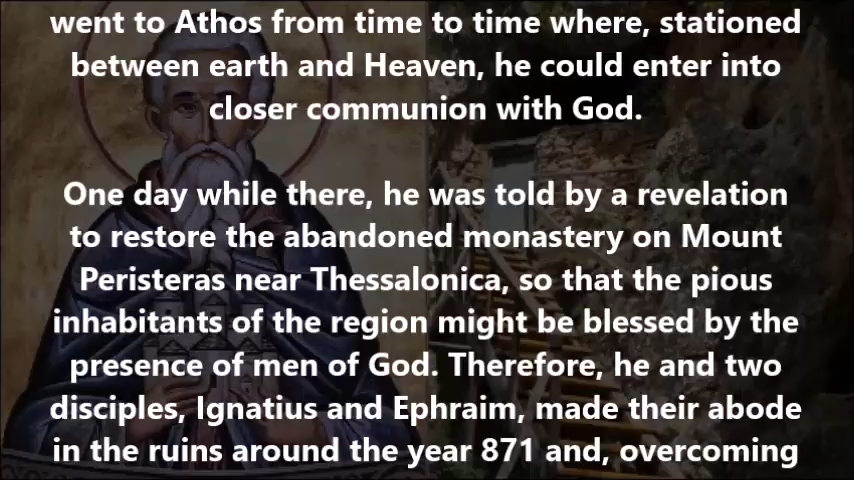 went to Athos from time to time where, stationed
between earth and Heaven, he could enter into
closer communion with God.
One day while there, he was told by a revelation
to restore the abandoned monastery on Mount
Peristeras near Thessalonica, so that the pious
inhabitants of the region might be blessed by the
presence of men of God. Therefore, he and two
disciples, Ignatius and Ephraim, made their abode
in the ruins around the year 871 and, overcoming